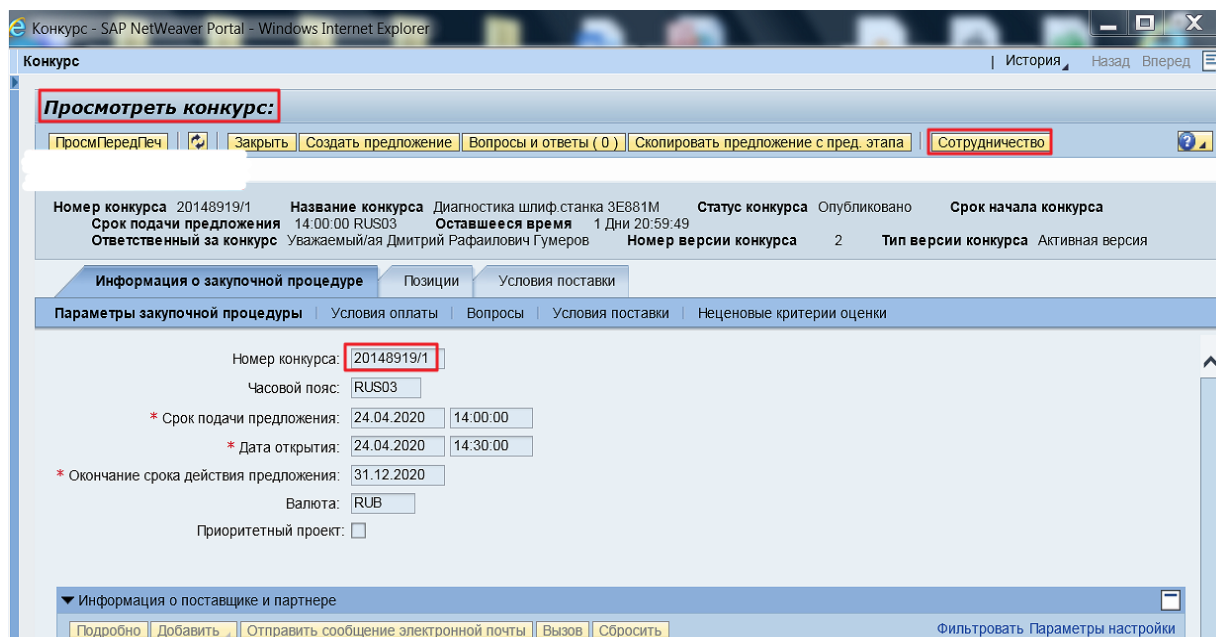 Конкурс - SAP NetWeaver Portal - Windows Internet Explorer
Конкурс | История Назад Вперед
Просмотреть конкурс:
ПросмПередПеч Закрыть Создать предложение Вопросы и ответы ( 0 ) Скопировать предложение с пред. этапа Сотрудничество
Номер конкурса 20148919/1 Название конкурса Диагностика шлиф.станка 3Е881М Статус конкурса Опубликовано Срок начала конкурса
Срок подачи предложения 14:00:00 RUS03 Оставшееся время 1 Дни 20:59:49
Ответственный за конкурс Уважаемый/ая Дмитрий Рафаилович Гумеров Номер версии конкурса 2 Тип версии конкурса Активная версия
Информация о закупочной процедуре Позиции Условия поставки
Параметры закупочной процедуры | Условия оплаты | Вопросы | Условия поставки | Неценовые критерии оценки
Номер конкурса: 20148919/1
Часовой пояс: RUS03
* Срок подачи предложения: 24.04.2020 14:00:00
* Дата открытия: 24.04.2020 14:30:00
* Окончание срока действия предложения: 31.12.2020
Валюта: RUB
Приоритетный проект:
Информация о поставщике и партнере
Подробно Добавить Отправить сообщение электронной почты Вызов Сбросить Фильтровать Параметры настройки